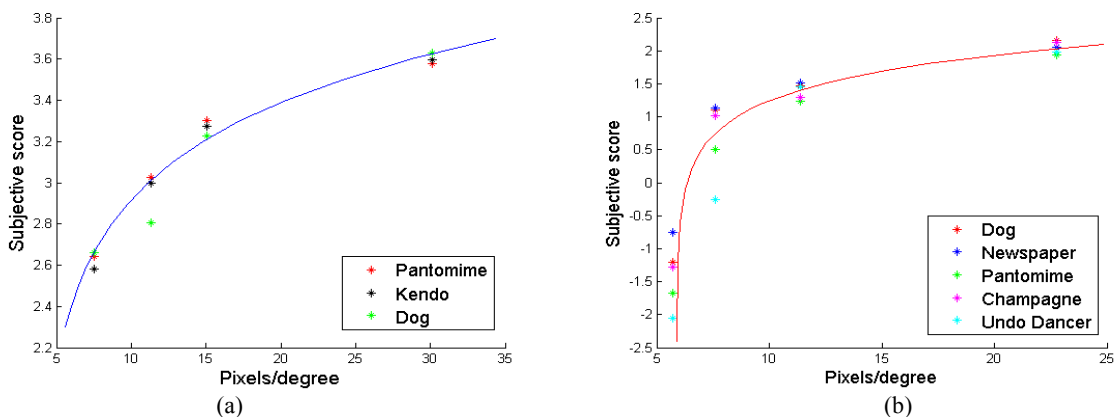 3.8
3.6
3.4
3.2
3
2.8
2.6
2.4
2.2
Subjective score
5 10 15 20 25 30 35
Pixels/degree
Pantomime
Kendo
Dog
(a)
2.5
2
1.5
1
0.5
0
-0.5
-1
-1.5
-2
-2.5
Subjective score
5 10 15 20 25
Pixels/degree
Dog
Newspaper
Pantomime
Champagne
Undo Dancer
(b)